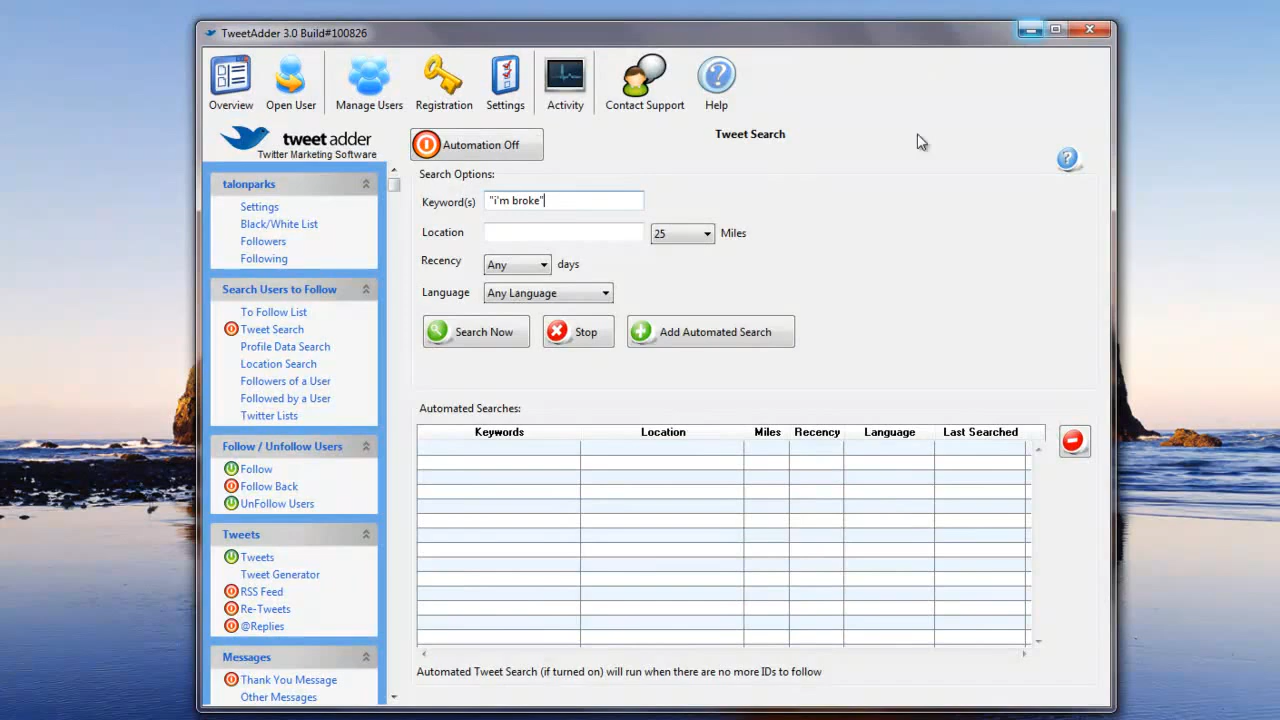 TweetAdder 3.0 Build#100826
Overview
Open User
Manage Users
Registration
Settings
Activity
Contact Support
Help
tweet adder
Twitter Marketing Software
Automation Off
Tweet Search
talonparks
Settings
Black/White List
Followers
Following
Search Users to Follow
To Follow List
Tweet Search
Profile Data Search
Location Search
Followers of a User
Followed by a User
Twitter Lists
Follow / Unfollow Users
Follow
Follow Back
UnFollow Users
Tweets
Tweets
Tweet Generator
RSS Feed
Re-Tweets
@Replies
Messages
Thank You Message
Other Messages
Search Options:
Keyword(s) "i'm broke"
Location 25 Miles
Recency Any days
Language Any Language
Search Now Stop Add Automated Search
Automated Searches:
Keywords Location Miles Recency Language Last Searched
Automated Tweet Search (if turned on) will run when there are no more IDs to follow